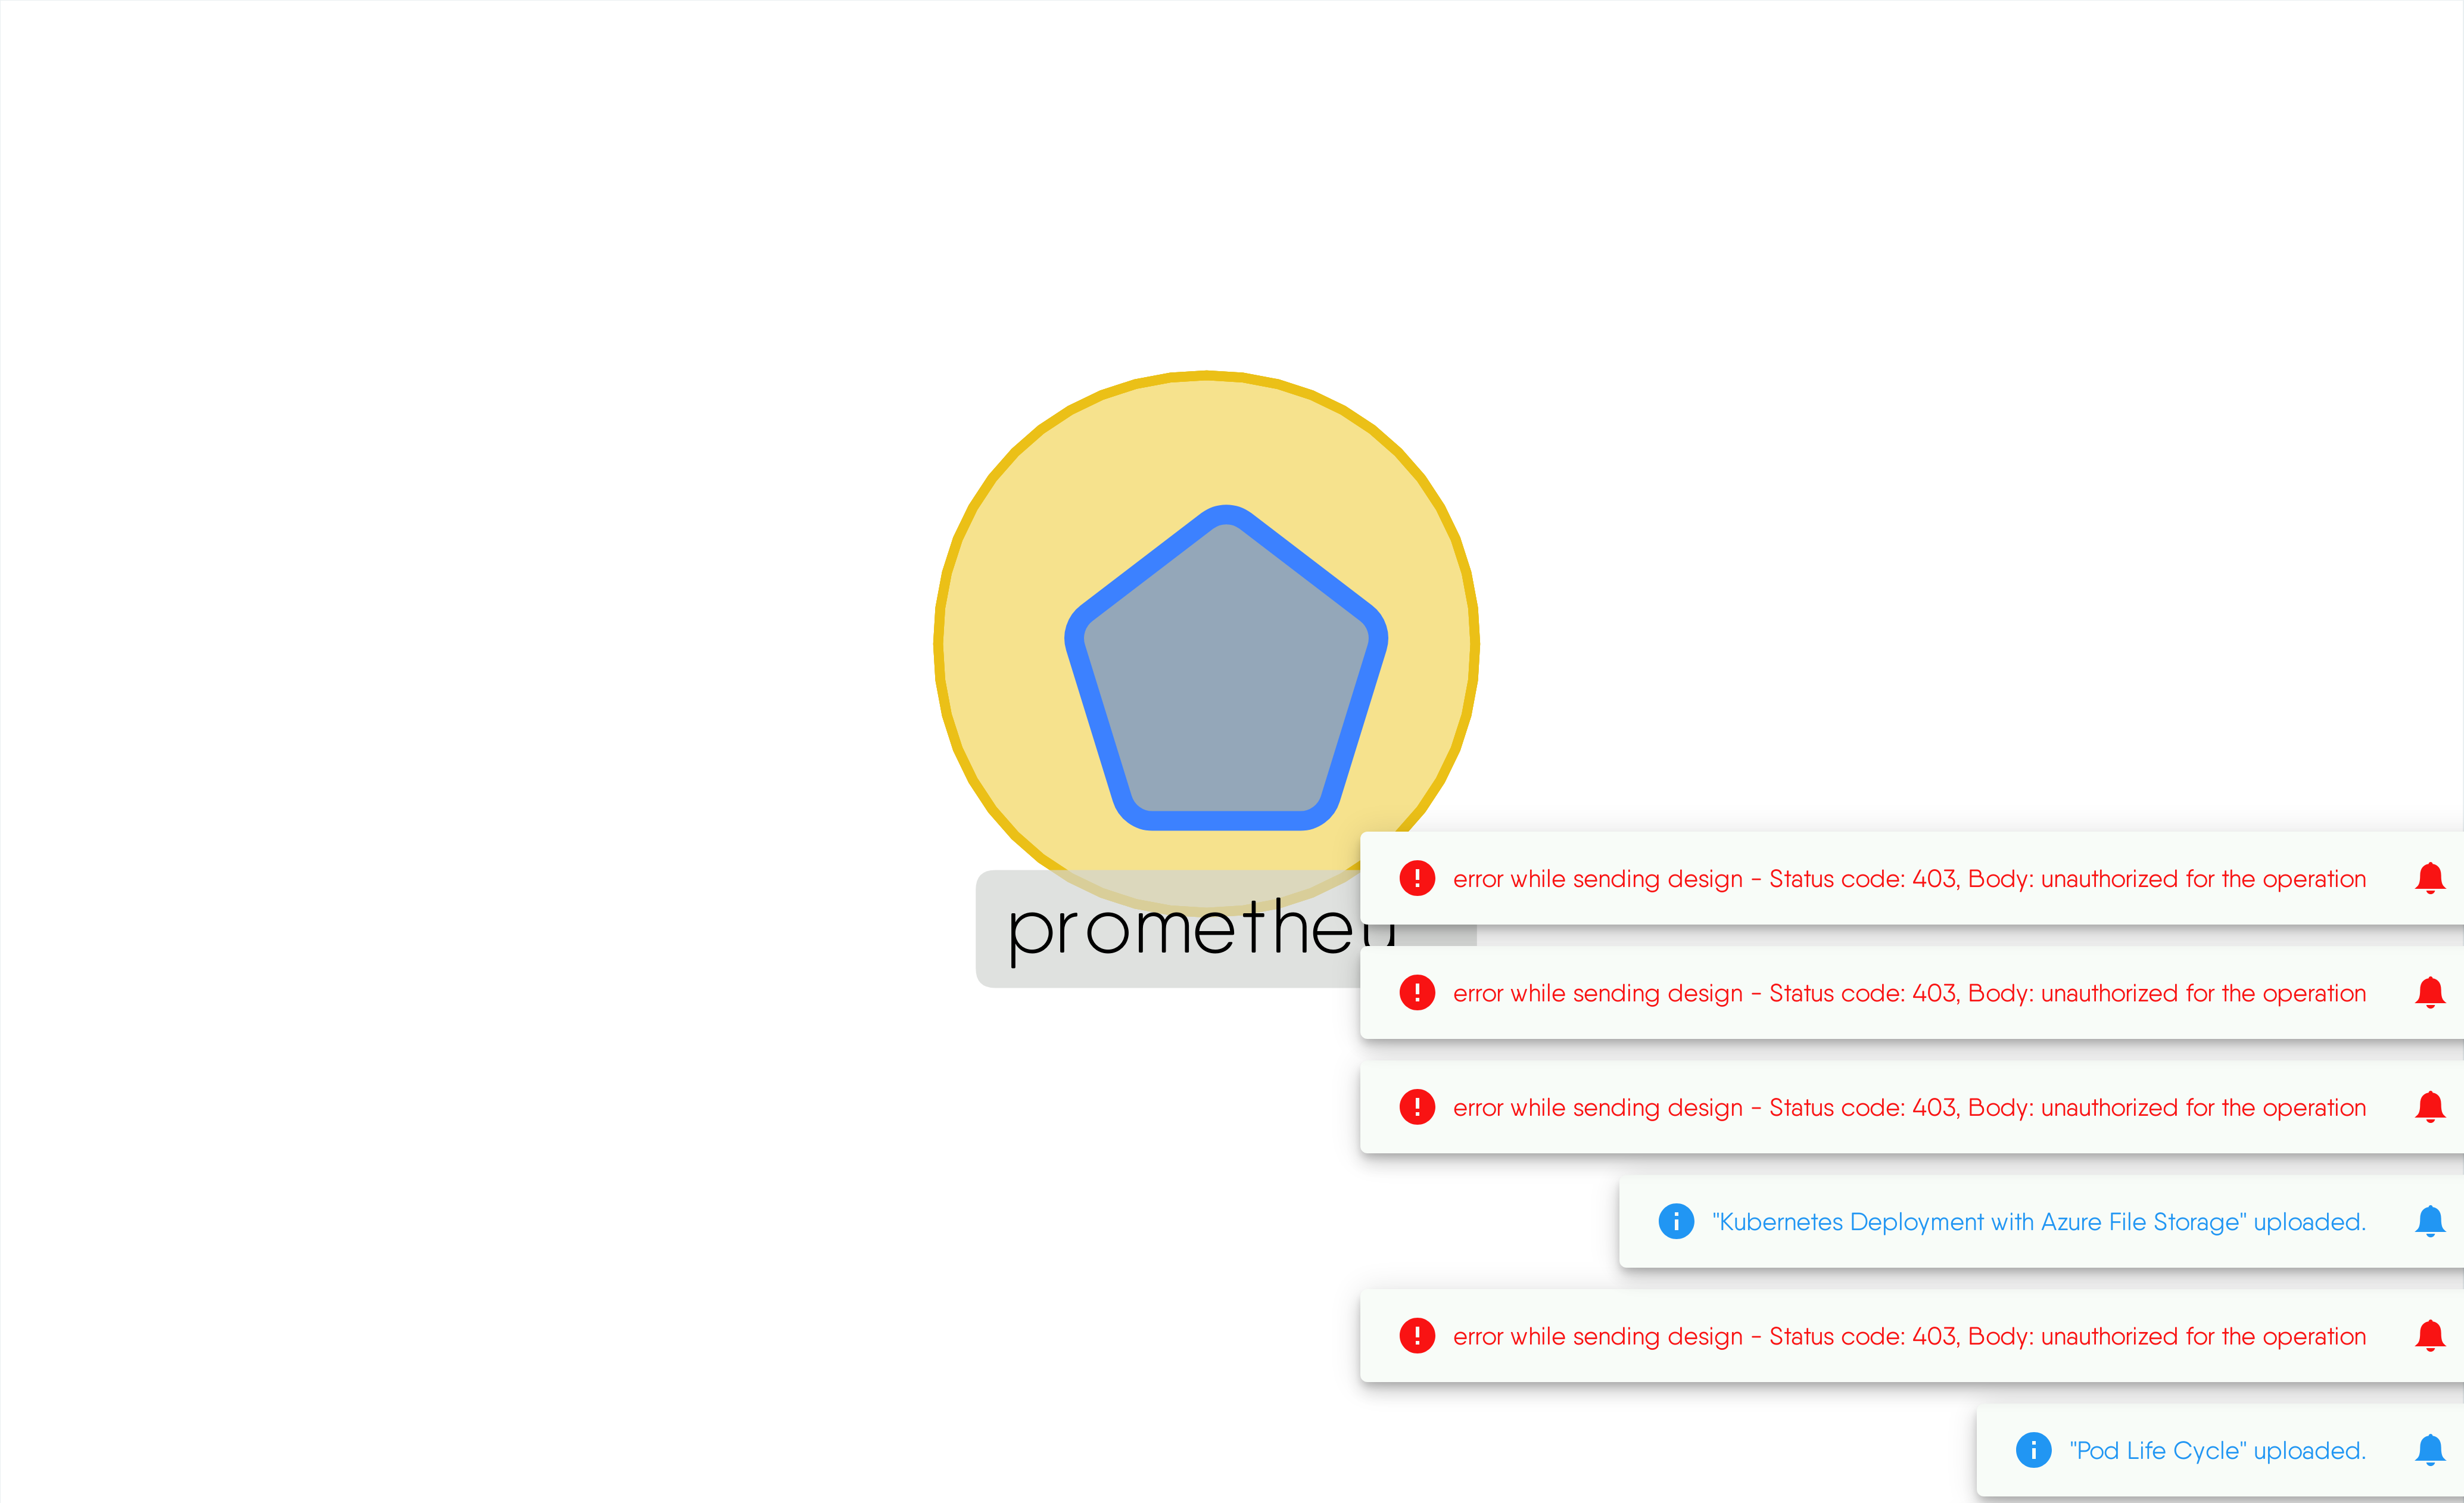 error while sending design - Status code: 403, Body: unauthorized for the operation
prometheu
error while sending design - Status code: 403, Body: unauthorized for the operation
error while sending design - Status code: 403, Body: unauthorized for the operation
"Kubernetes Deployment with Azure File Storage" uploaded.
error while sending design - Status code: 403, Body: unauthorized for the operation
"Pod Life Cycle" uploaded.